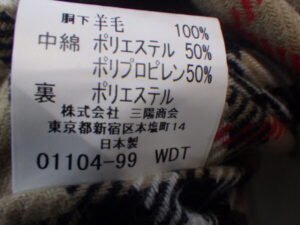 胴下 羊毛 100%
中綿 ポリエステル 50%
ポリプロピレン50%
裏 ポリエステル
株式会社 三陽商会
東京都新宿区本塩町14
日本製
01104-99 WDT